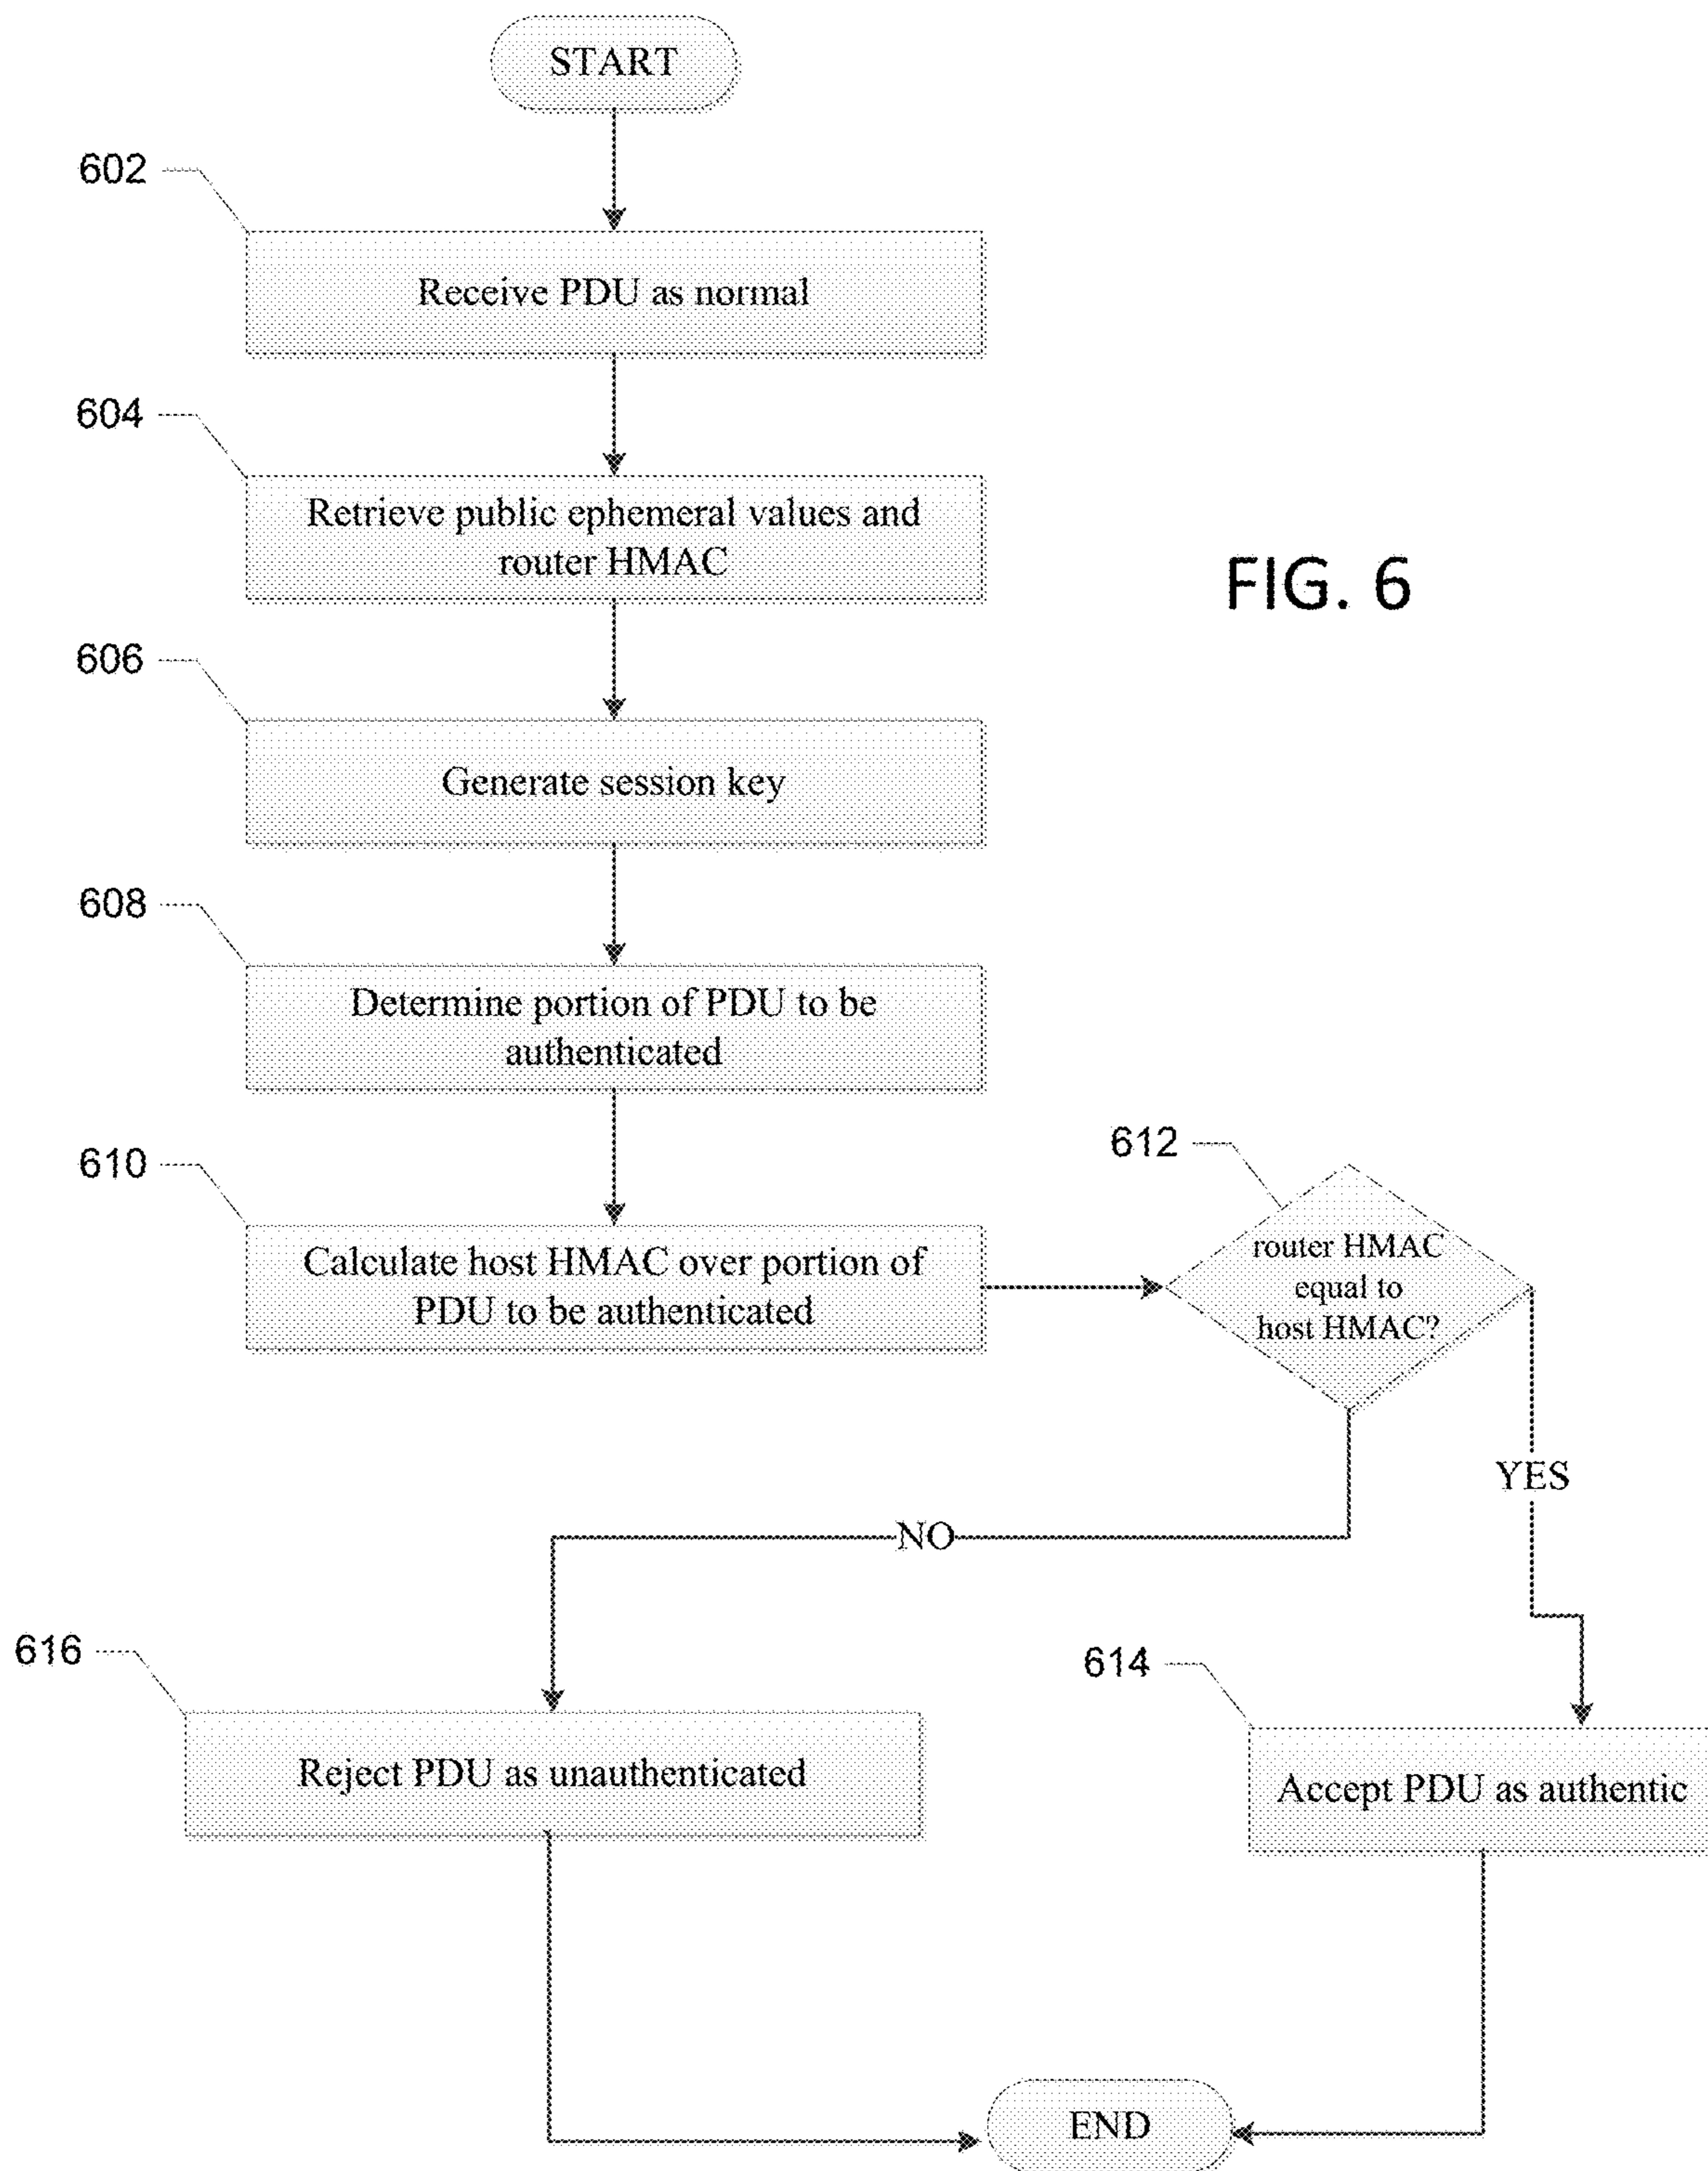 START
602
Receive PDU as normal
604
Retrieve public ephemeral values and
router HMAC
FIG. 6
606
Generate session key
608
Determine portion of PDU to be
authenticated
610
Calculate host HMAC over portion of
PDU to be authenticated
612
router HMAC
equal to
host HMAC?
YES
NO
616
Reject PDU as unauthenticated
614
Accept PDU as authentic
END